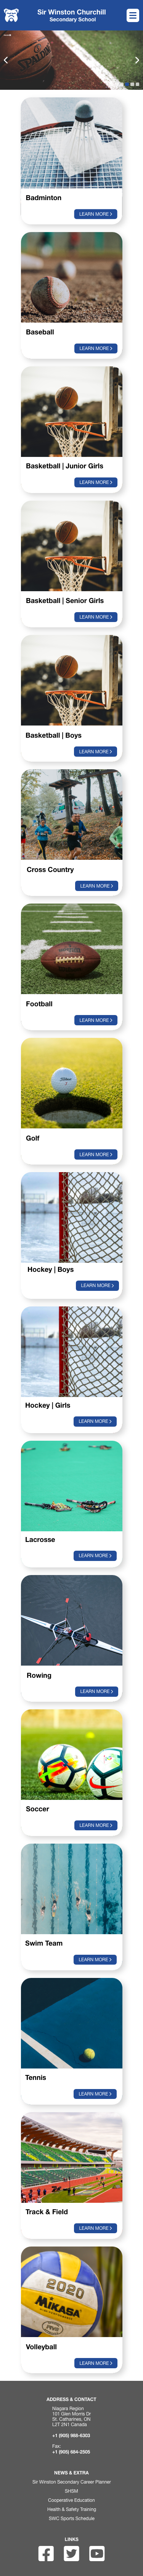 Sir Winston Churchill
Secondary School
Badminton
LEARN MORE
Baseball
LEARN MORE
Basketball | Junior Girls
LEARN MORE
Basketball | Senior Girls
LEARN MORE
Basketball | Boys
LEARN MORE
Cross Country
LEARN MORE
Football
LEARN MORE
Golf
LEARN MORE
Hockey | Boys
LEARN MORE
Hockey | Girls
LEARN MORE
Lacrosse
LEARN MORE
Rowing
LEARN MORE
Soccer
LEARN MORE
Swim Team
LEARN MORE
Tennis
LEARN MORE
Track & Field
LEARN MORE
2020
MIKASA
Volleyball
LEARN MORE
ADDRESS & CONTACT
Niagara Region
101 Glen Morris Dr
St. Catharines, ON
L2T 2N1 Canada
+1 (905) 988-6303
Fax:
+1 (905) 684-2505
NEWS & EXTRA
Sir Winston Secondary Career Planner
SHSM
Cooperative Education
Health & Safety Training
SWC Sports Schedule
LINKS